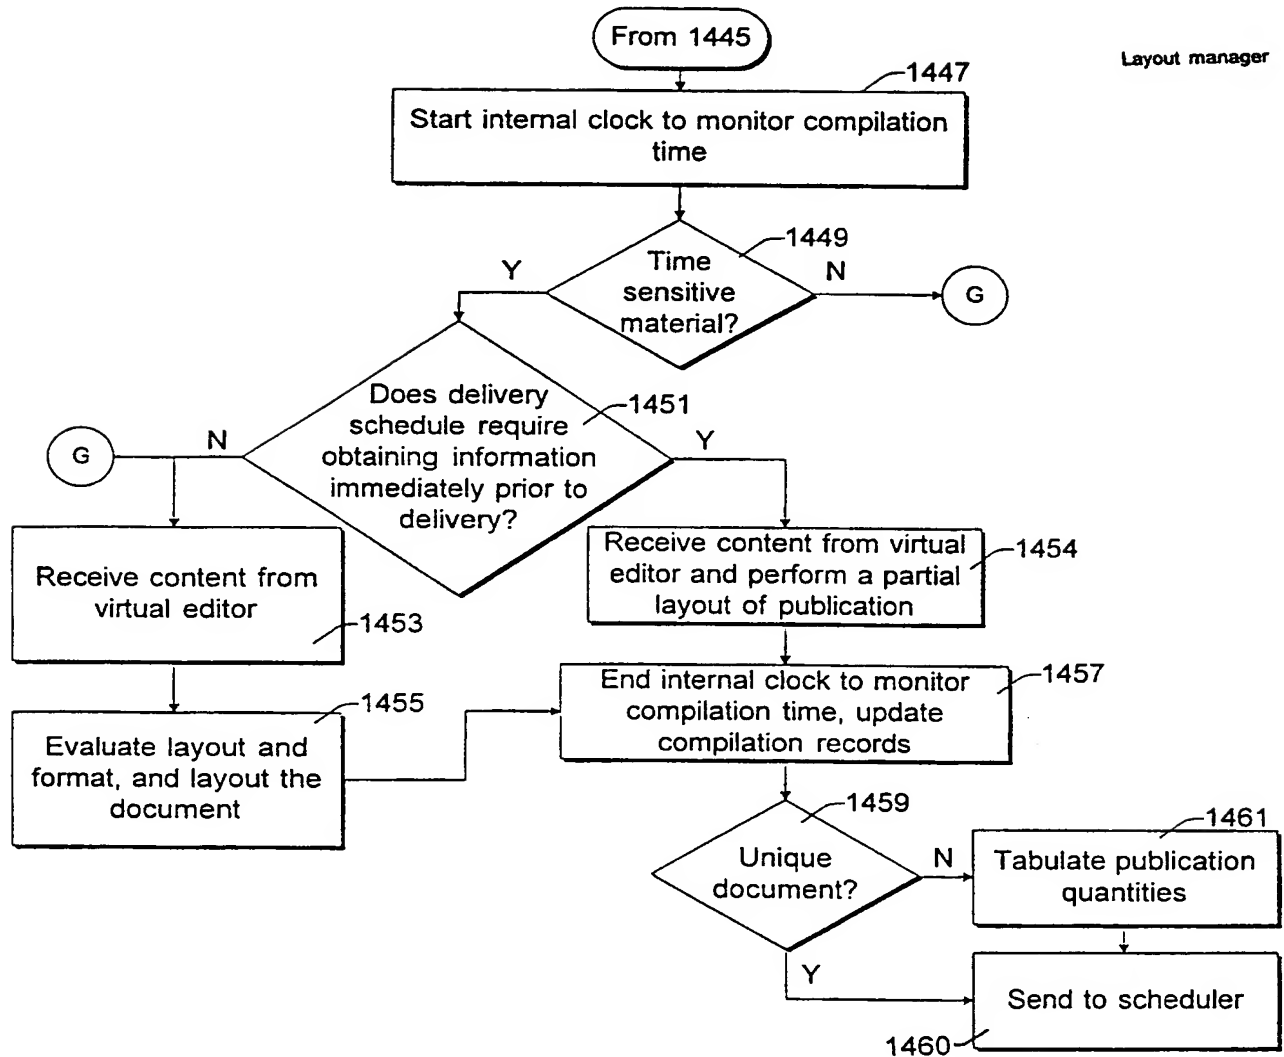 From 1445
Layout manager
1447
Start internal clock to monitor compilation
time
1449
Time
sensitive
material?
Y
N
G
Does delivery
schedule require
obtaining information
immediately prior to
delivery?
1451
G
N
Y
Receive content from
virtual editor
1453
Receive content from virtual
editor and perform a partial
layout of publication
1454
1455
Evaluate layout and
format, and layout the
document
End internal clock to monitor
compilation time, update
compilation records
1457
1459
Unique
document?
N
Y
1461
Tabulate publication
quantities
Send to scheduler
1460